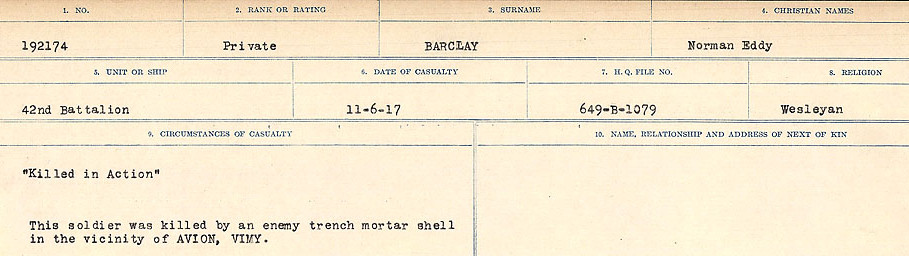 1. NO. 2. RANK OR RATING 3. SURNAME 4. CHRISTIAN NAMES
192174 Private BARCLAY Norman Eddy
5. UNIT OR SHIP 6. DATE OF CASUALTY 7. H. Q. FILE NO. 8. RELIGION
42nd Battalion 11-6-17 649-B-1079 Wesleyan
9. CIRCUMSTANCES OF CASUALTY 10. NAME, RELATIONSHIP AND ADDRESS OF NEXT OF KIN
"Killed in Action"
This soldier was killed by an enemy trench mortar shell
in the vicinity of AVION, VIMY.